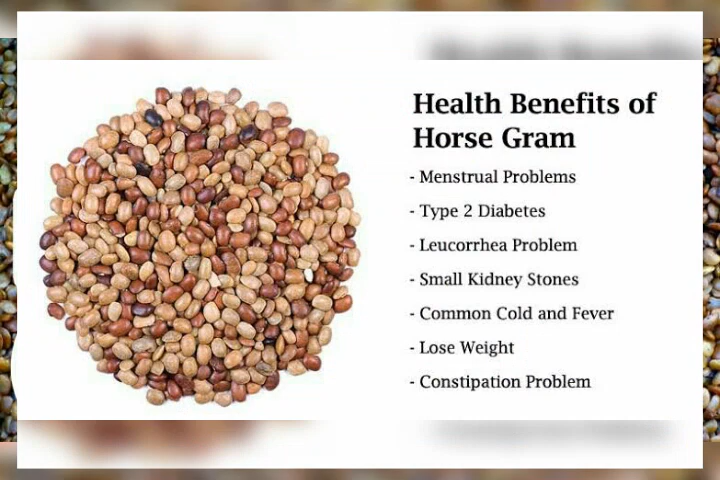 Health Benefits of
Horse Gram
- Menstrual Problems
- Type 2 Diabetes
- Leucorrhea Problem
- Small Kidney Stones
- Common Cold and Fever
- Lose Weight
- Constipation Problem